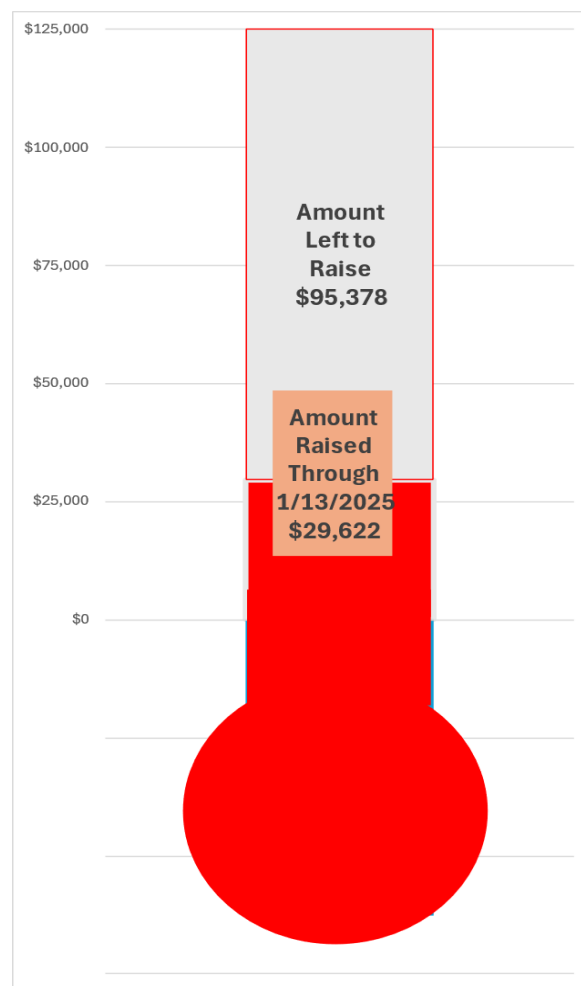 $125,000
$100,000
Amount
Left to
Raise
$95,378
$75,000
$50,000
Amount
Raised
Through
1/13/2025
$29,622
$25,000
$0